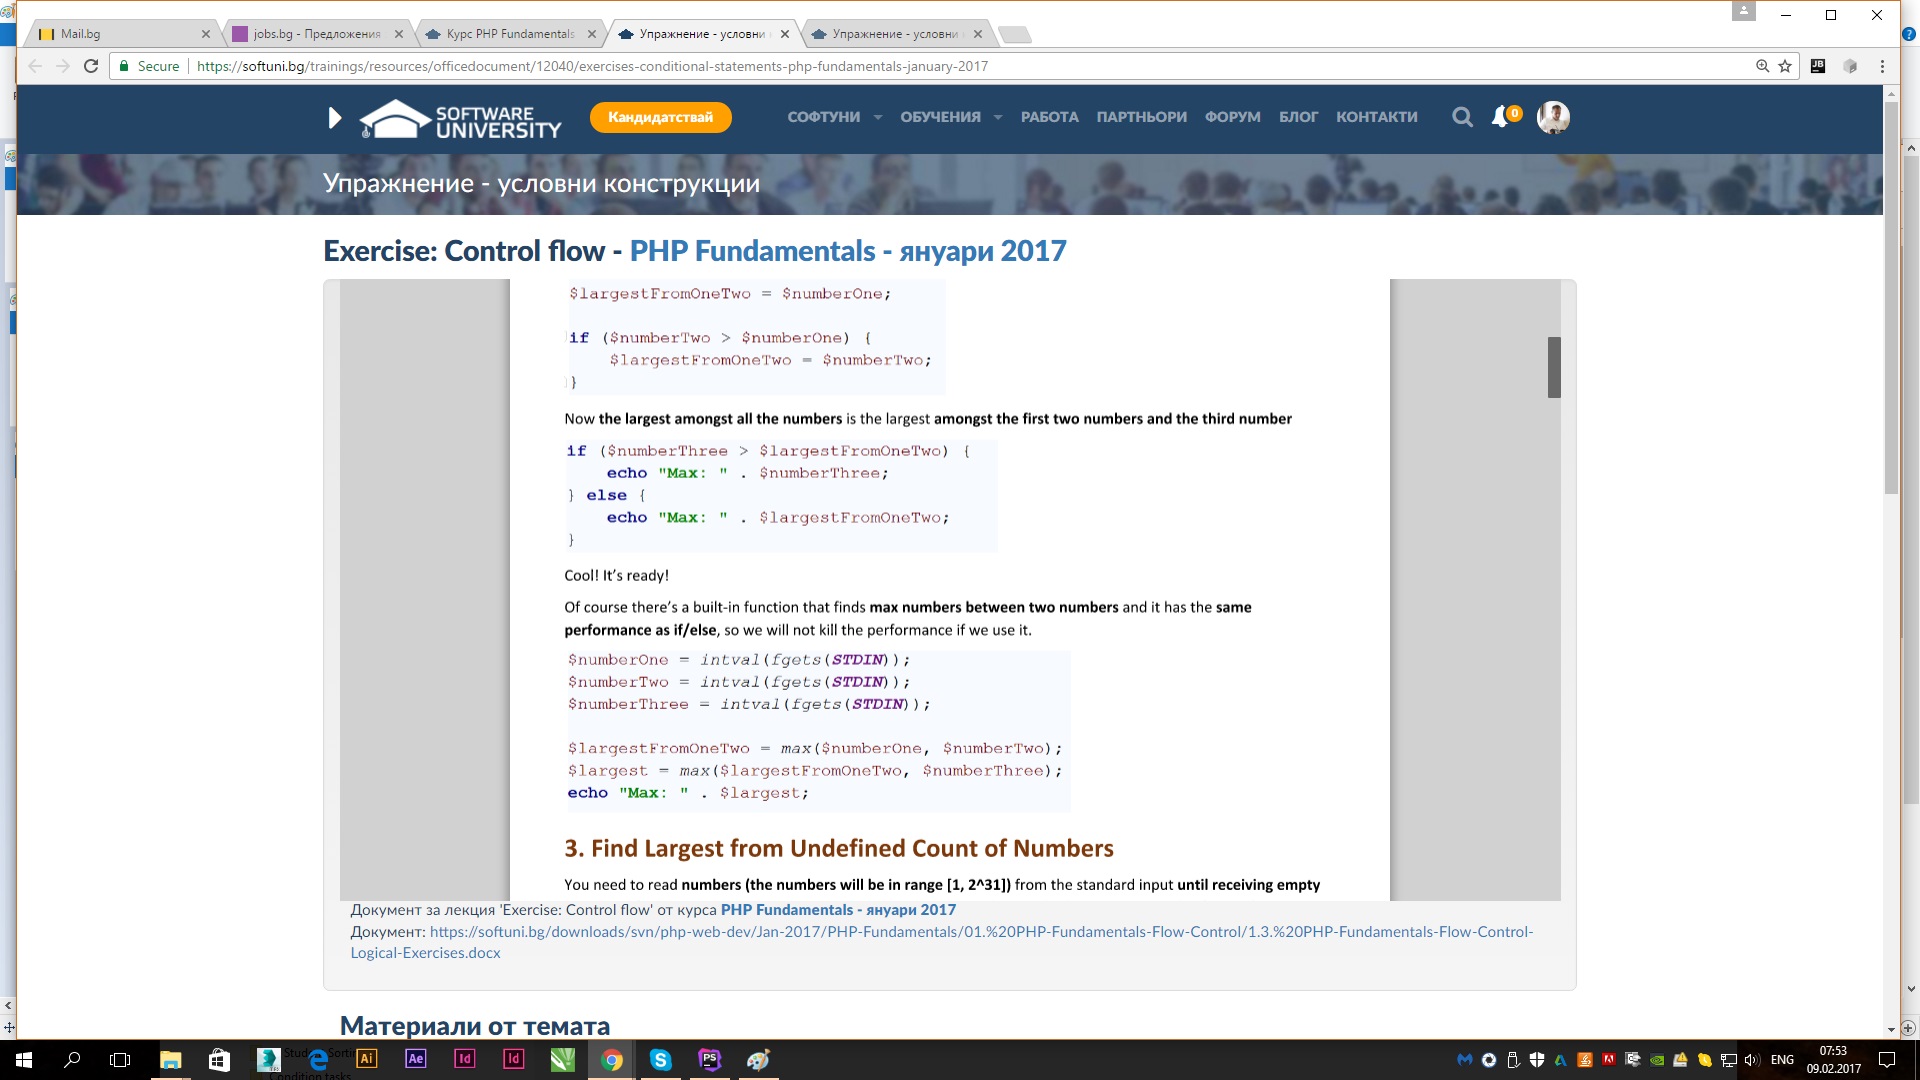 Mail.bg
jobs.bg - Предложения
Курс PHP Fundamentals
Упражнение - условни
Упражнение - условни
Secure
https://softuni.bg/trainings/resources/officedocument/12040/exercises-conditional-statements-php-fundamentals-january-2017
SOFTWARE
UNIVERSITY
Кандидатствай
СОФТУНИ
ОБУЧЕНИЯ
РАБОТА
ПАРТНЬОРИ
ФОРУМ
БЛОГ
КОНТАКТИ
0
Упражнение - условни конструкции
Exercise: Control flow - PHP Fundamentals - януари 2017
$largestFromOneTwo = $numberOne;
if ($numberTwo > $numberOne) {
$largestFromOneTwo = $numberTwo;
}
Now the largest amongst all the numbers is the largest amongst the first two numbers and the third number
if ($numberThree > $largestFromOneTwo) {
echo "Max: " . $numberThree;
} else {
echo "Max: " . $largestFromOneTwo;
}
Cool! It’s ready!
Of course there’s a built-in function that finds max numbers between two numbers and it has the same
performance as if/else, so we will not kill the performance if we use it.
$numberOne = intval(fgets(STDIN));
$numberTwo = intval(fgets(STDIN));
$numberThree = intval(fgets(STDIN));
$largestFromOneTwo = max($numberOne, $numberTwo);
$largest = max($largestFromOneTwo, $numberThree);
echo "Max: " . $largest;
3. Find Largest from Undefined Count of Numbers
You need to read numbers (the numbers will be in range [1, 2^31]) from the standard input until receiving empty
Документ за лекция 'Exercise: Control flow' от курса PHP Fundamentals - януари 2017
Документ: https://softuni.bg/downloads/svn/php-web-dev/Jan-2017/PHP-Fundamentals/01.%20PHP-Fundamentals-Flow-Control/1.3.%20PHP-Fundamentals-Flow-Control-
Logical-Exercises.docx
Материали от темата
Ai
Ae
Id
Id
PS
ENG
07:53
09.02.2017